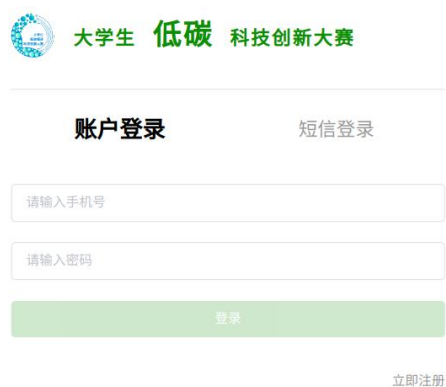 大学生 低碳 科技创新大赛
账户登录 短信登录
请输入手机号
请输入密码
登录
立即注册